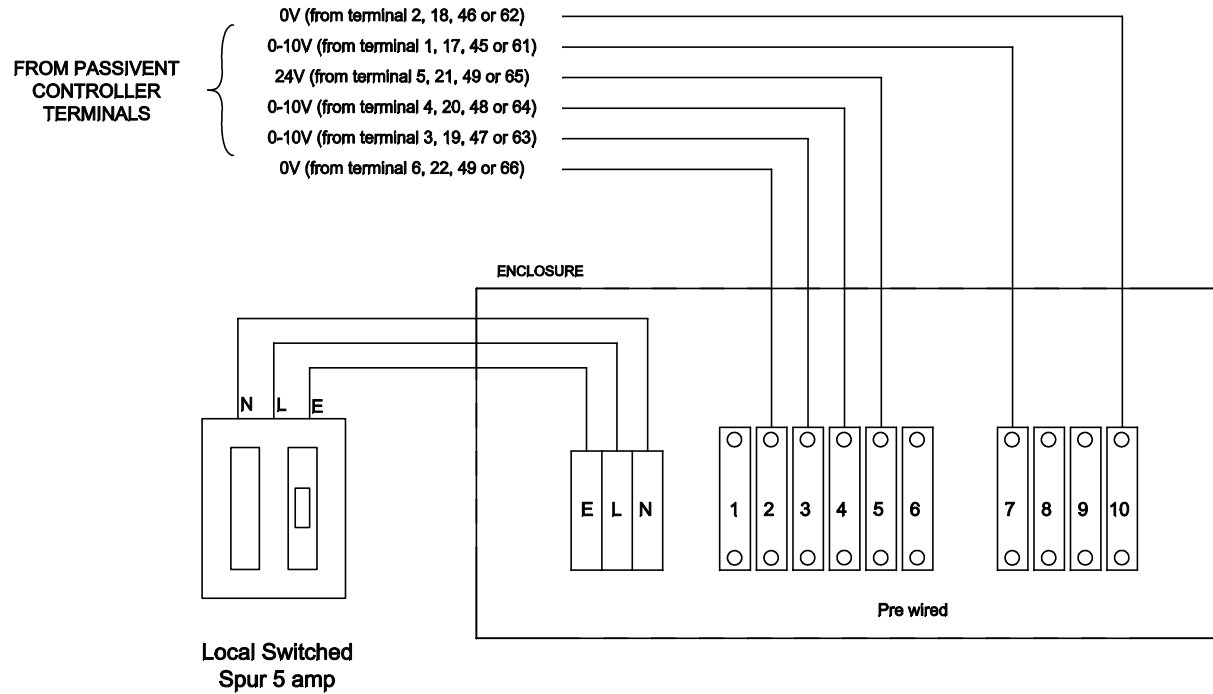 0V (from terminal 2, 18, 46 or 62)
0-10V (from terminal 1, 17, 45 or 61)
24V (from terminal 5, 21, 49 or 65)
0-10V (from terminal 4, 20, 48 or 64)
0-10V (from terminal 3, 19, 47 or 63)
0V (from terminal 6, 22, 49 or 66)
FROM PASSIVENT
CONTROLLER
TERMINALS
ENCLOSURE
N L E
E L N
1 2 3 4 5 6
7 8 9 10
Pre wired
Local Switched
Spur 5 amp